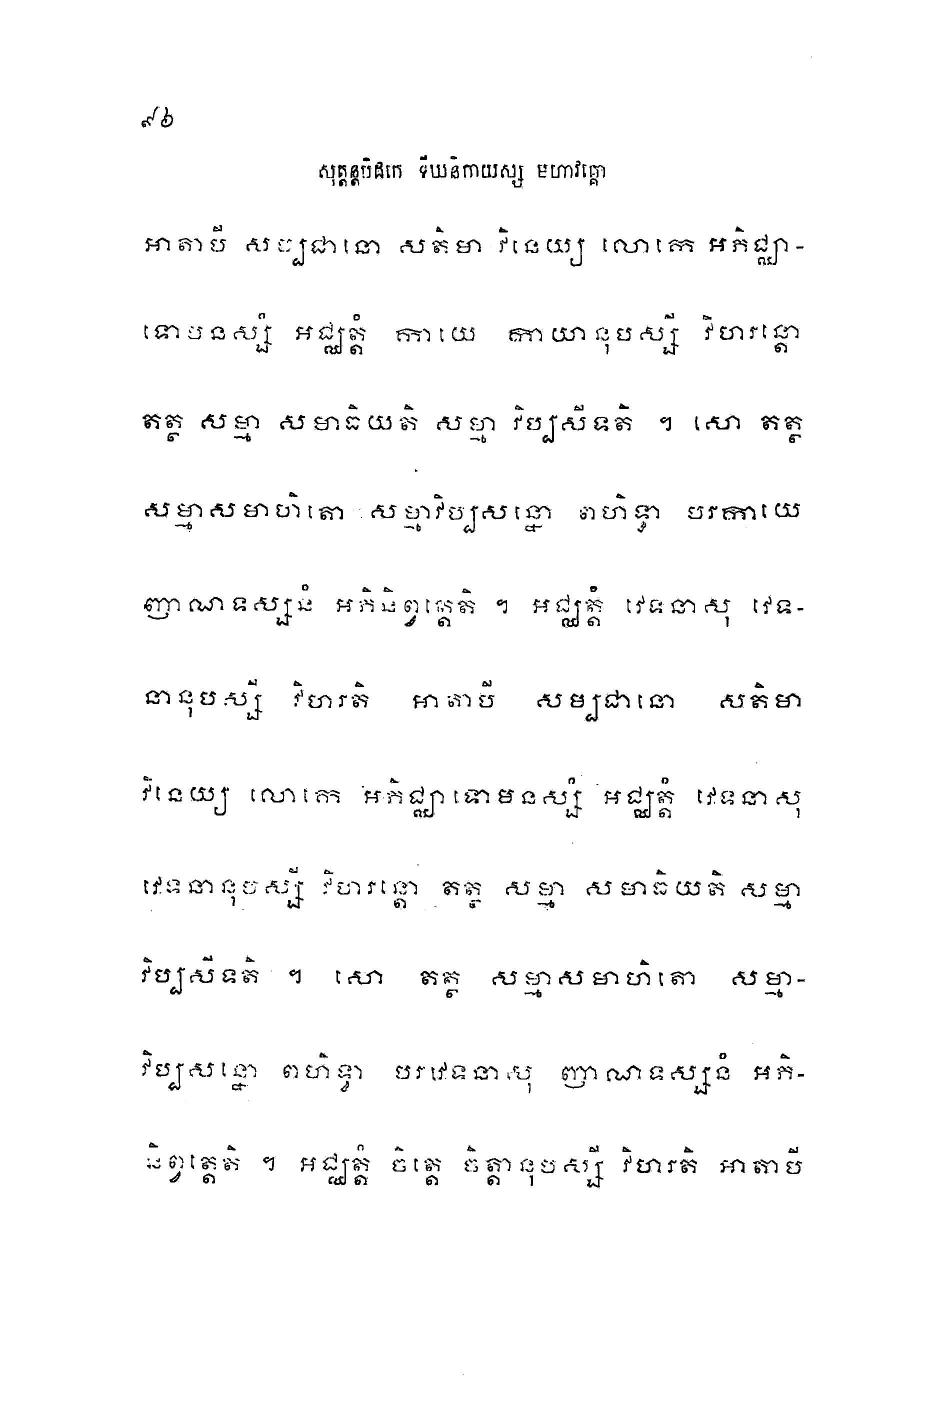 ៩៦
សុត្តន្តបិដកេ ទីឃនិកាយស្ស មហាវគ្គោ
អាតាបី សម្បជានោ សតិមា វិនេយ្យ លោកេ អភិជ្ឈា-
ទោមនស្សំ អជ្ឈត្តំ កាយេ កាយានុបស្សី វិហរន្តោ
តត្ថ សម្មា សមាធិយតិ សម្មា វិប្បសីទតិ ។ សោ តត្ថ
សម្មាសមាហិតោ សម្មាវិប្បសន្នោ ពហិទ្ធា បរកាយេ
ញាណទស្សនំ អភិនិព្វត្តេតិ ។ អជ្ឈត្តំ វេទនាសុ វេទ-
នានុបស្សី វិហរតិ អាតាបី សម្បជានោ សតិមា
វិនេយ្យ លោកេ អភិជ្ឈាទោមនស្សំ អជ្ឈត្តំ វេទនាសុ
វេទនានុបស្សី វិហរន្តោ តត្ថ សម្មា សមាធិយតិ សម្មា
វិប្បសីទតិ ។ សោ តត្ថ សម្មាសមាហិតោ សម្មា-
វិប្បសន្នោ ពហិទ្ធា បរវេទនាសុ ញាណទស្សនំ អភិ-
និព្វត្តេតិ ។ អជ្ឈត្តំ ចិត្តេ ចិត្តានុបស្សី វិហរតិ អាតាបី